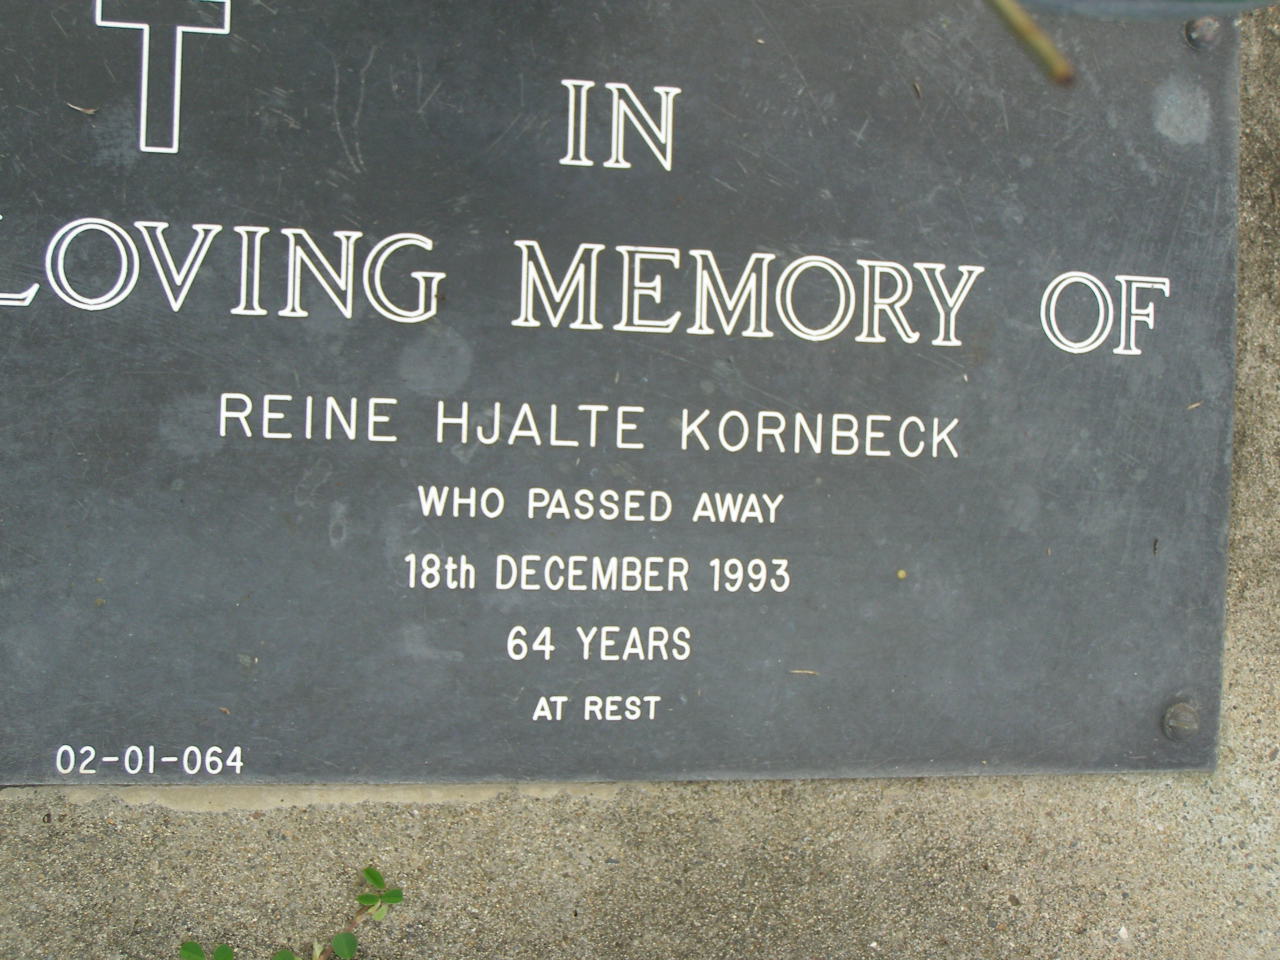 IN
LOVING MEMORY OF
REINE HJALTE KORNBECK
WHO PASSED AWAY
18th DECEMBER 1993
64 YEARS
AT REST
02-01-064